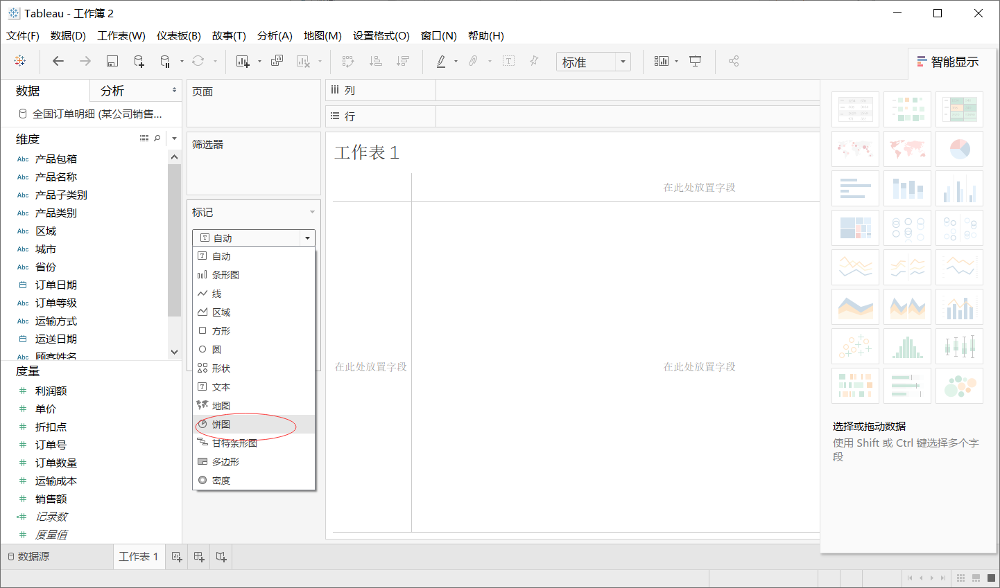 Tableau - 工作簿 2
文件(F) 数据(D) 工作表(W) 仪表板(B) 故事(T) 分析(A) 地图(M) 设置格式(O) 窗口(N) 帮助(H)
标准
智能显示
数据 分析
全国订单明细 (某公司销售...
维度
Abc 产品包箱
Abc 产品名称
Abc 产品子类别
Abc 产品类别
Abc 区域
Abc 城市
Abc 省份
订单日期
Abc 订单等级
Abc 运输方式
运送日期
Abc 顾客姓名
度量
# 利润额
# 单价
# 折扣点
# 订单号
# 订单数量
# 运输成本
# 销售额
=# 记录数
# 度量值
页面
筛选器
标记
自动
自动
条形图
线
区域
方形
圆
形状
文本
地图
饼图
甘特条形图
多边形
密度
列
行
工作表 1
在此处放置字段
在此处放置字段
在此处放置字段
选择或拖动数据
使用 Shift 或 Ctrl 键选择多个字
段
数据源
工作表 1